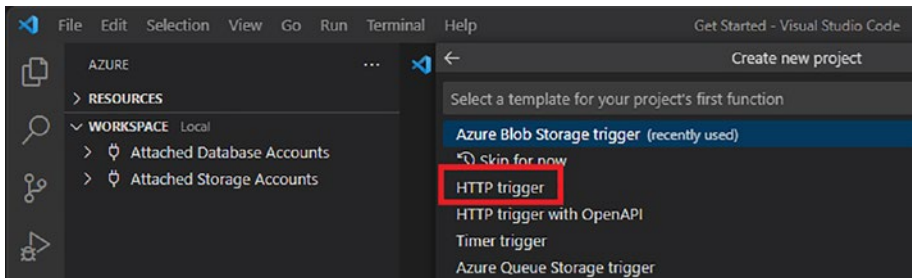 File Edit Selection View Go Run Terminal Help Get Started - Visual Studio Code
AZURE ...
RESOURCES
WORKSPACE Local
Attached Database Accounts
Attached Storage Accounts
Create new project
Select a template for your project's first function
Azure Blob Storage trigger (recently used)
Skip for now
HTTP trigger
HTTP trigger with OpenAPI
Timer trigger
Azure Queue Storage trigger